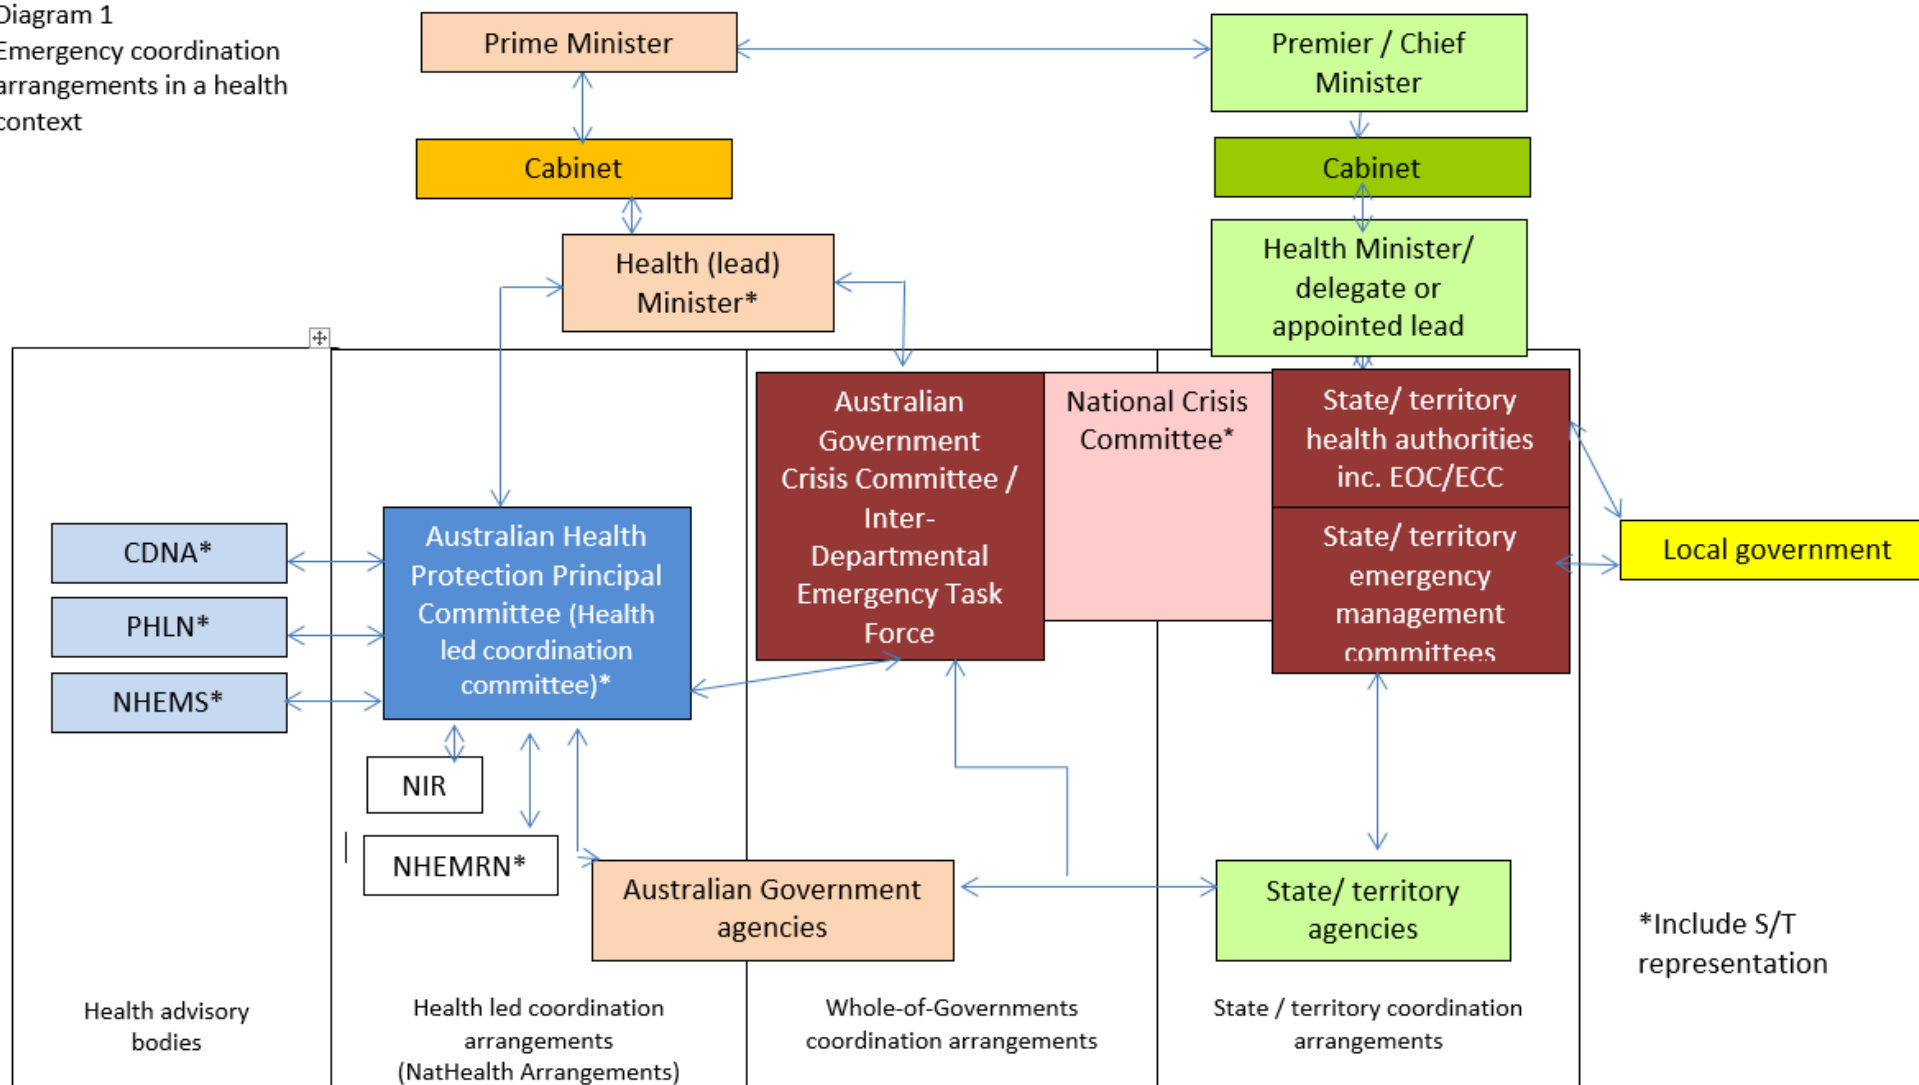 Diagram 1
Emergency coordination
arrangements in a health
context
Prime Minister
Premier / Chief
Minister
Cabinet
Cabinet
Health (lead)
Minister*
Health Minister/
delegate or
appointed lead
Australian
Government
Crisis Committee /
Inter-
Departmental
Emergency Task
Force
National Crisis
Committee*
State/ territory
health authorities
inc. EOC/ECC
State/ territory
emergency
management
committees
Local government
CDNA*
PHLN*
NHEMS*
Australian Health
Protection Principal
Committee (Health
led coordination
committee)*
NIR
NHEMRN*
Australian Government
agencies
State/ territory
agencies
*Include S/T
representation
Health advisory
bodies
Health led coordination
arrangements
(NatHealth Arrangements)
Whole-of-Governments
coordination arrangements
State / territory coordination
arrangements